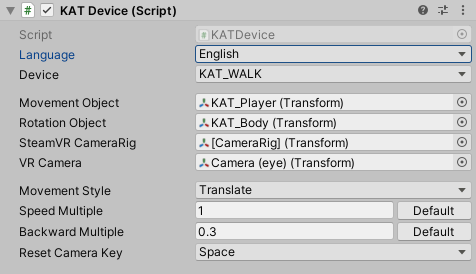 KAT Device (Script)
Script KATDevice
Language English
Device KAT_WALK
Movement Object KAT_Player (Transform)
Rotation Object KAT_Body (Transform)
SteamVR CameraRig [CameraRig] (Transform)
VR Camera Camera (eye) (Transform)
Movement Style Translate
Speed Multiple 1 Default
Backward Multiple 0.3 Default
Reset Camera Key Space